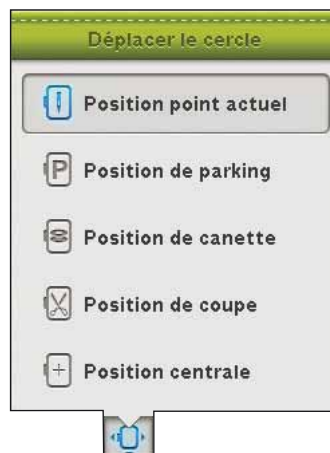 Déplacer le cercle
Position point actuel
P Position de parking
Position de canette
Position de coupe
Position centrale